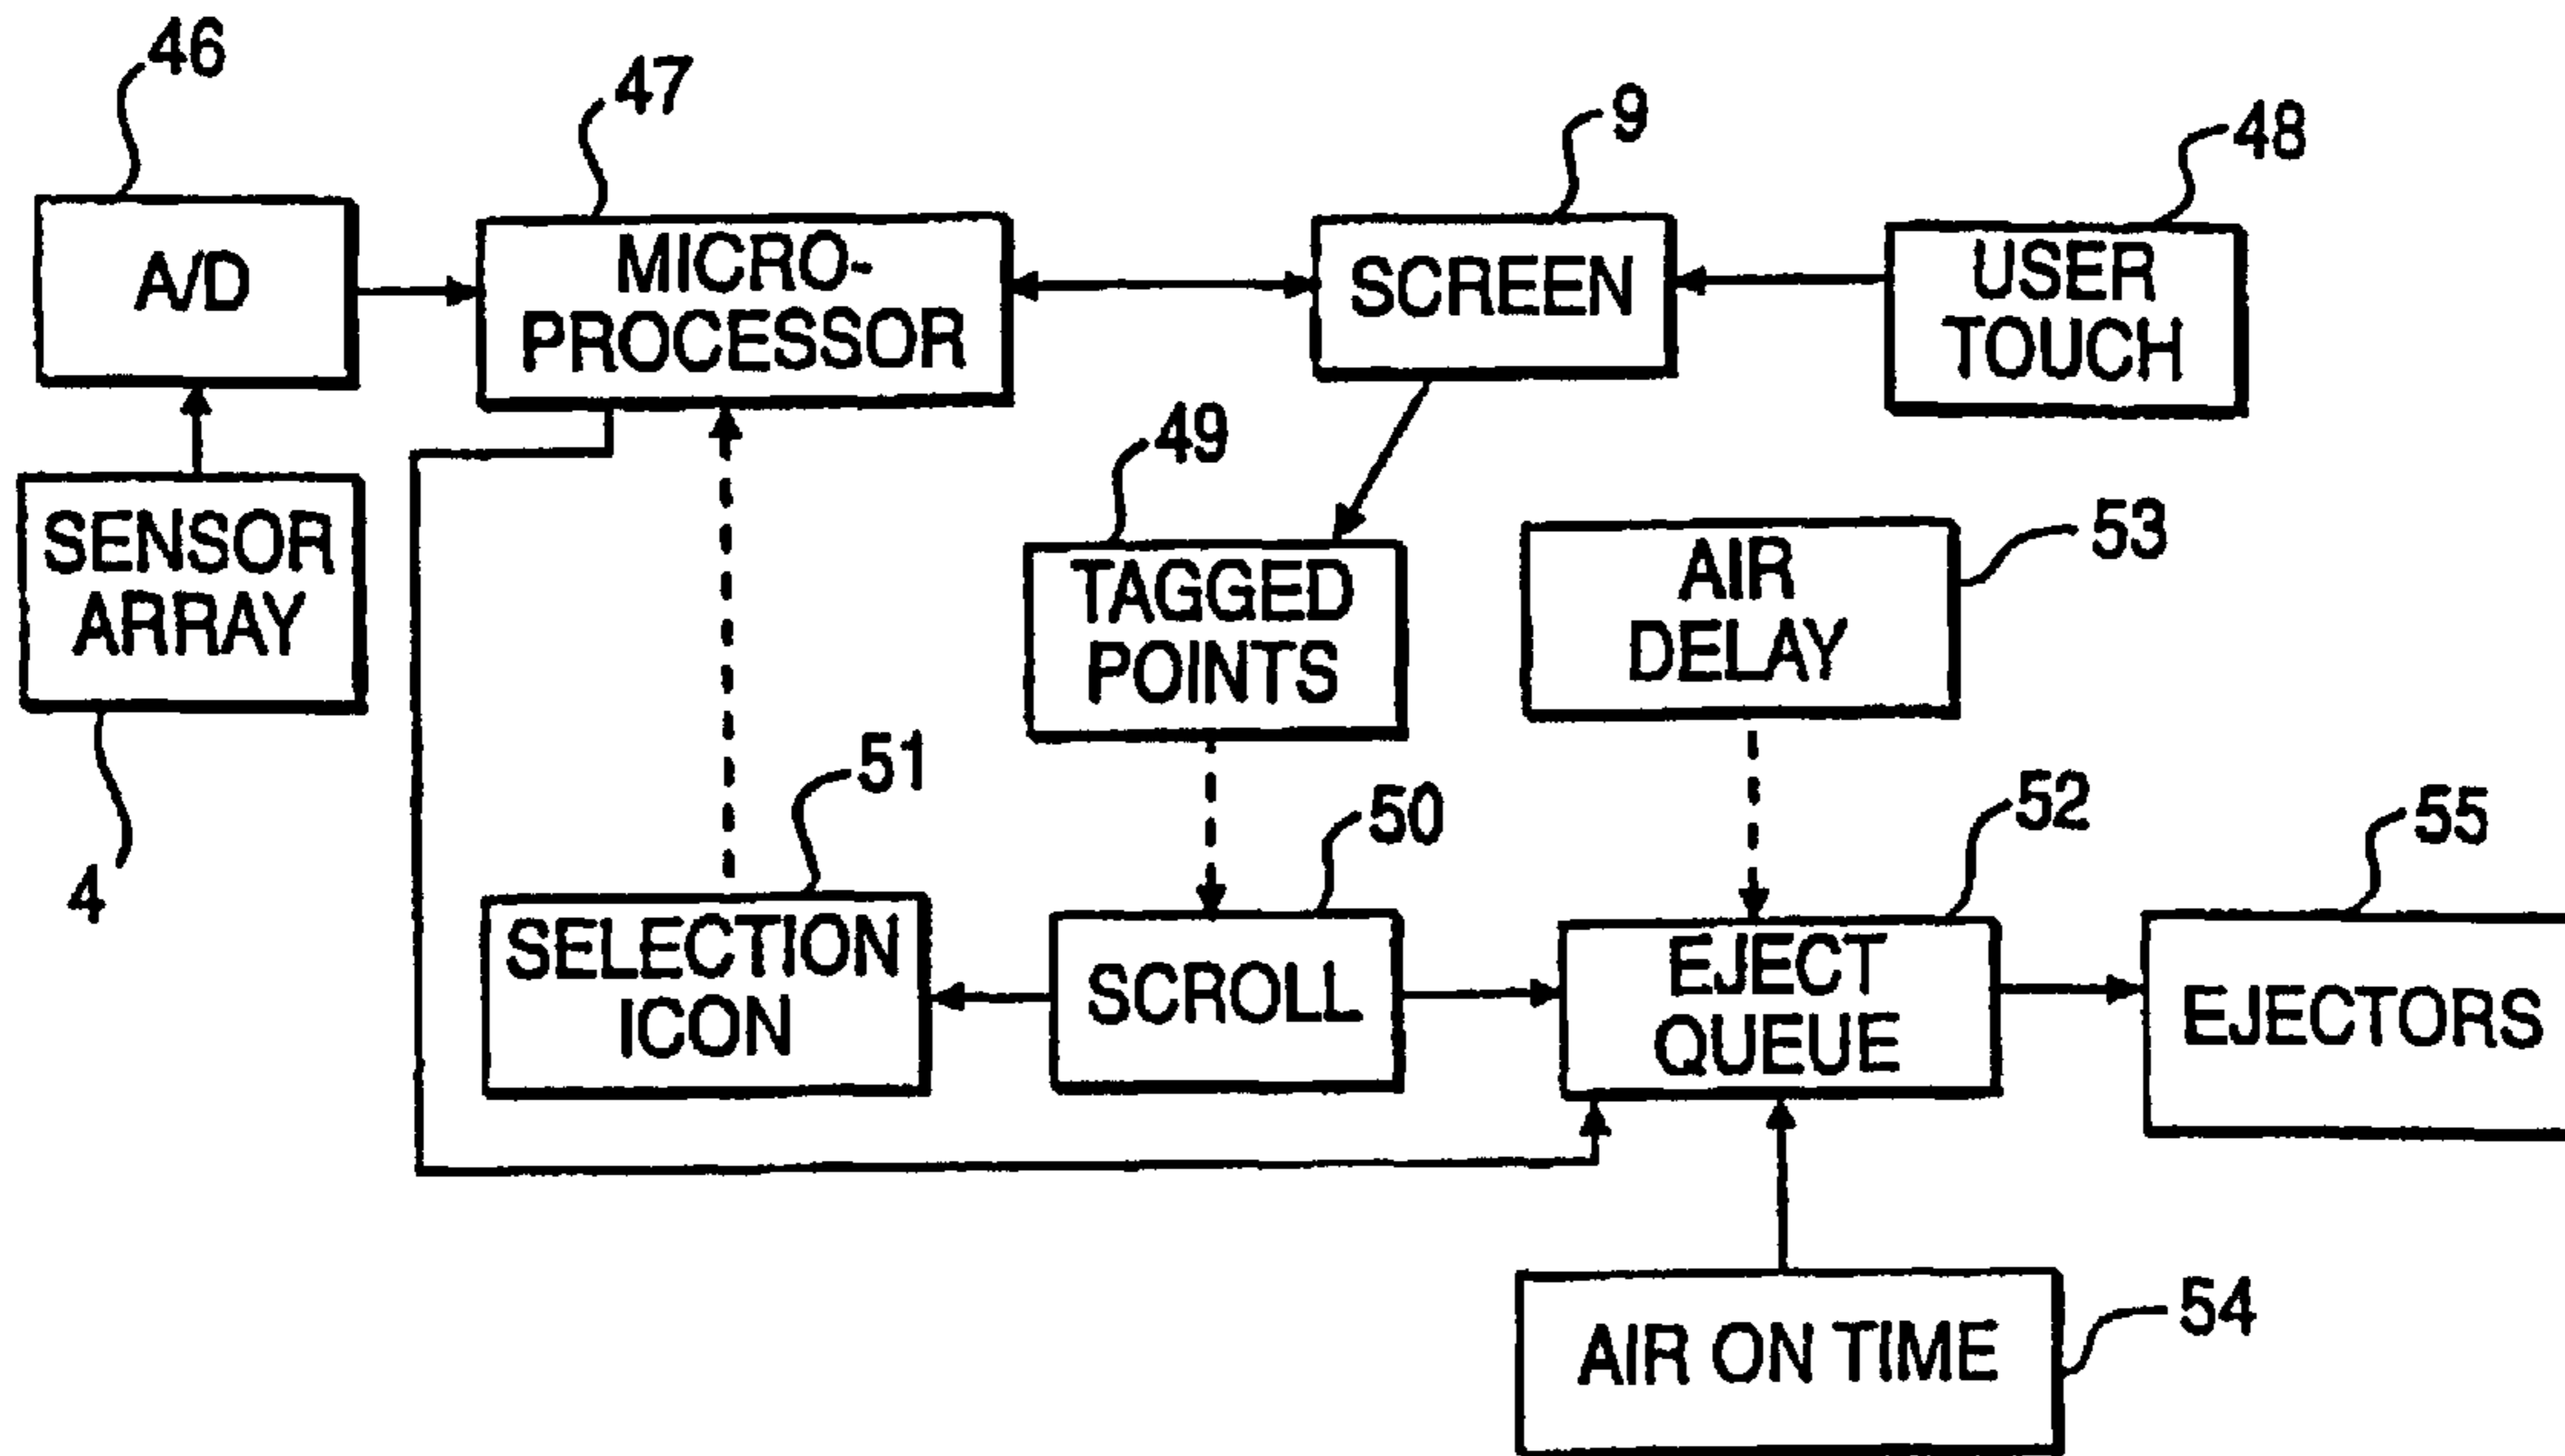 46
47
9
48
A/D
MICRO-
PROCESSOR
SCREEN
USER
TOUCH
49
53
SENSOR
ARRAY
TAGGED
POINTS
AIR
DELAY
4
51
50
52
55
SELECTION
ICON
SCROLL
EJECT
QUEUE
EJECTORS
54
AIR ON TIME